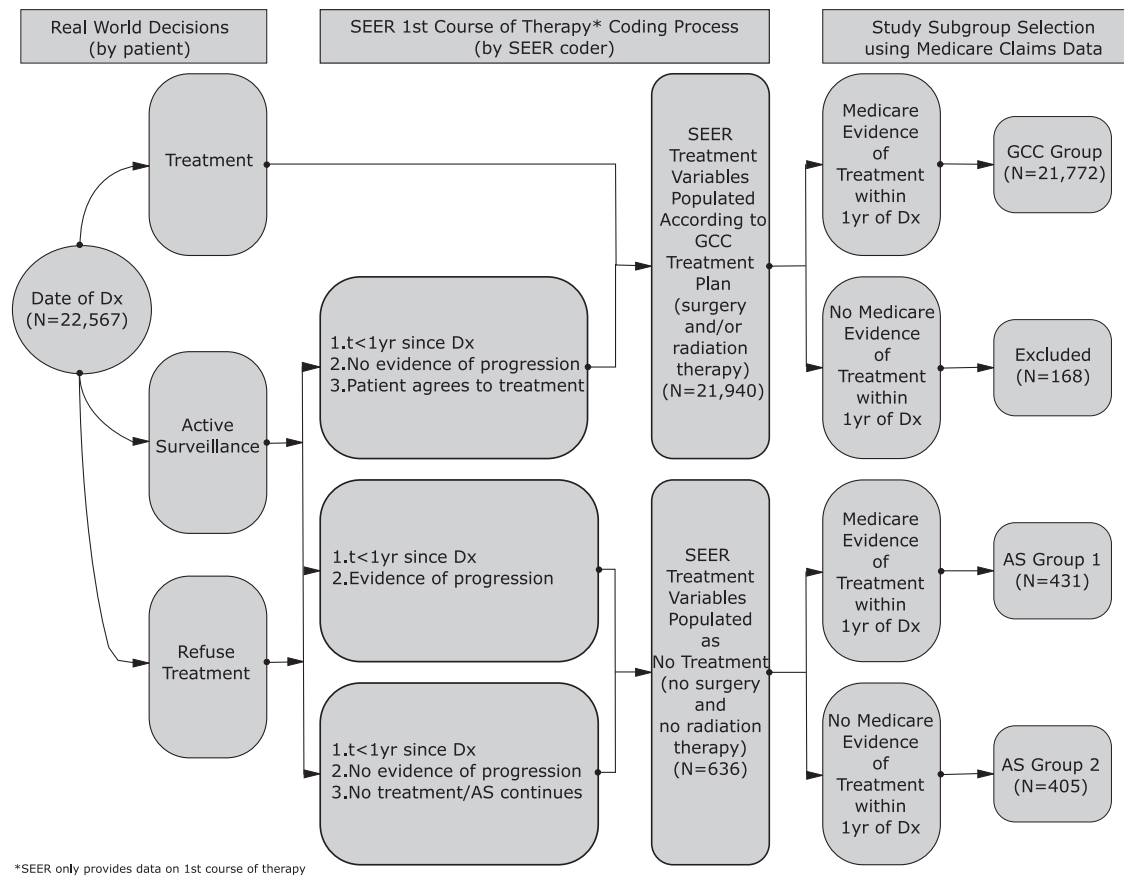 Real World Decisions
(by patient)
SEER 1st Course of Therapy* Coding Process
(by SEER coder)
Study Subgroup Selection
using Medicare Claims Data
Date of Dx
(N=22,567)
Treatment
Active
Surveillance
Refuse
Treatment
1.t<1yr since Dx
2.No evidence of progression
3.Patient agrees to treatment
1.t<1yr since Dx
2.Evidence of progression
1.t<1yr since Dx
2.No evidence of progression
3.No treatment/AS continues
SEER
Treatment
Variables
Populated
According to
GCC
Treatment
Plan
(surgery
and/or
radiation
therapy)
(N=21,940)
SEER
Treatment
Variables
Populated
as
No Treatment
(no surgery
and
no radiation
therapy)
(N=636)
Medicare
Evidence
of
Treatment
within
1yr of Dx
GCC Group
(N=21,772)
No Medicare
Evidence
of
Treatment
within
1yr of Dx
Excluded
(N=168)
Medicare
Evidence
of
Treatment
within
1yr of Dx
AS Group 1
(N=431)
No Medicare
Evidence
of
Treatment
within
1yr of Dx
AS Group 2
(N=405)
*SEER only provides data on 1st course of therapy